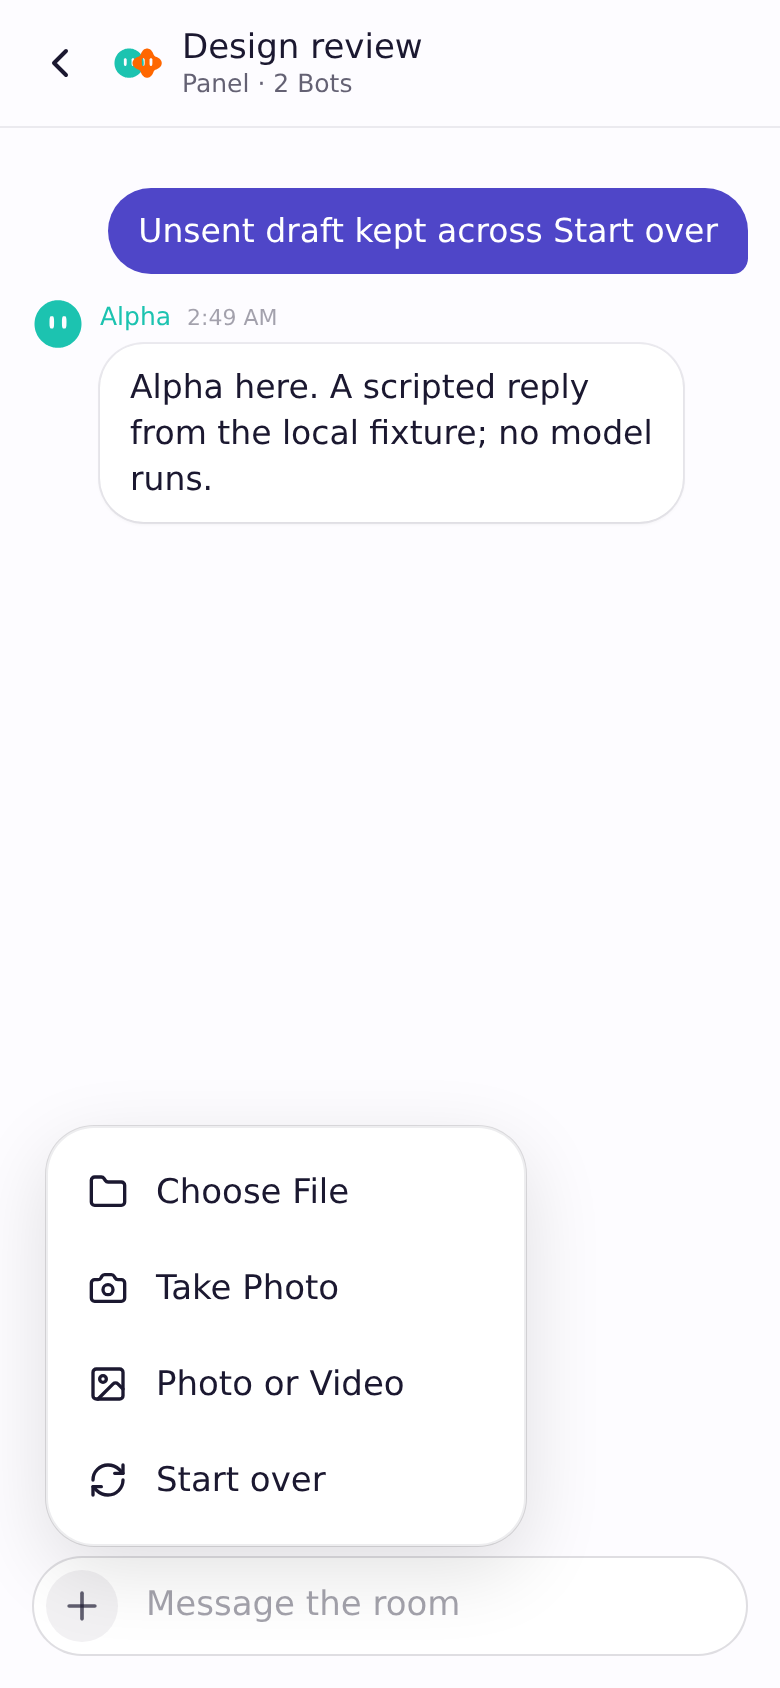 Design review
Panel · 2 Bots
Unsent draft kept across Start over
Alpha 2:49 AM
Alpha here. A scripted reply
from the local fixture; no model
runs.
Choose File
Take Photo
Photo or Video
Start over
Message the room